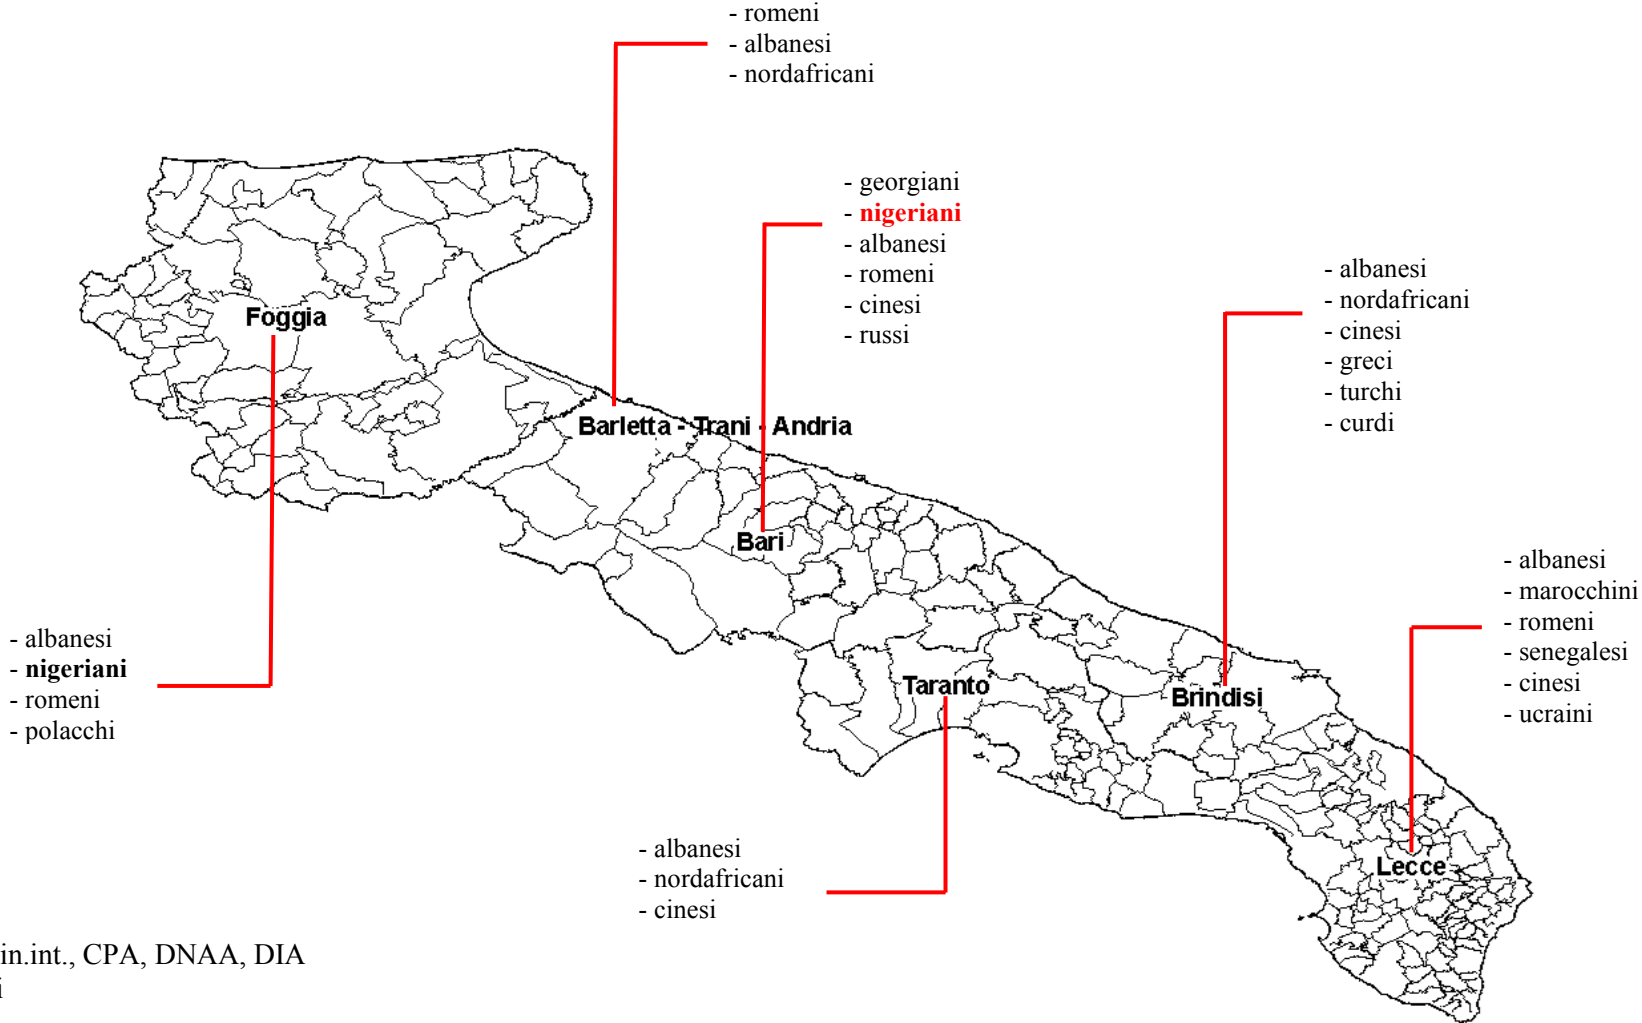 - romeni
- albanesi
- nordafricani
- georgiani
- nigeriani
- albanesi
- romeni
- cinesi
- russi
- albanesi
- nordafricani
- cinesi
- greci
- turchi
- curdi
Foggia
Barletta - Trani - Andria
Bari
- albanesi
- marocchini
- romeni
- senegalesi
- cinesi
- ucraini
- albanesi
- nigeriani
- romeni
- polacchi
Taranto
Brindisi
- albanesi
- nordafricani
- cinesi
Lecce
in.int., CPA, DNAA, DIA
i